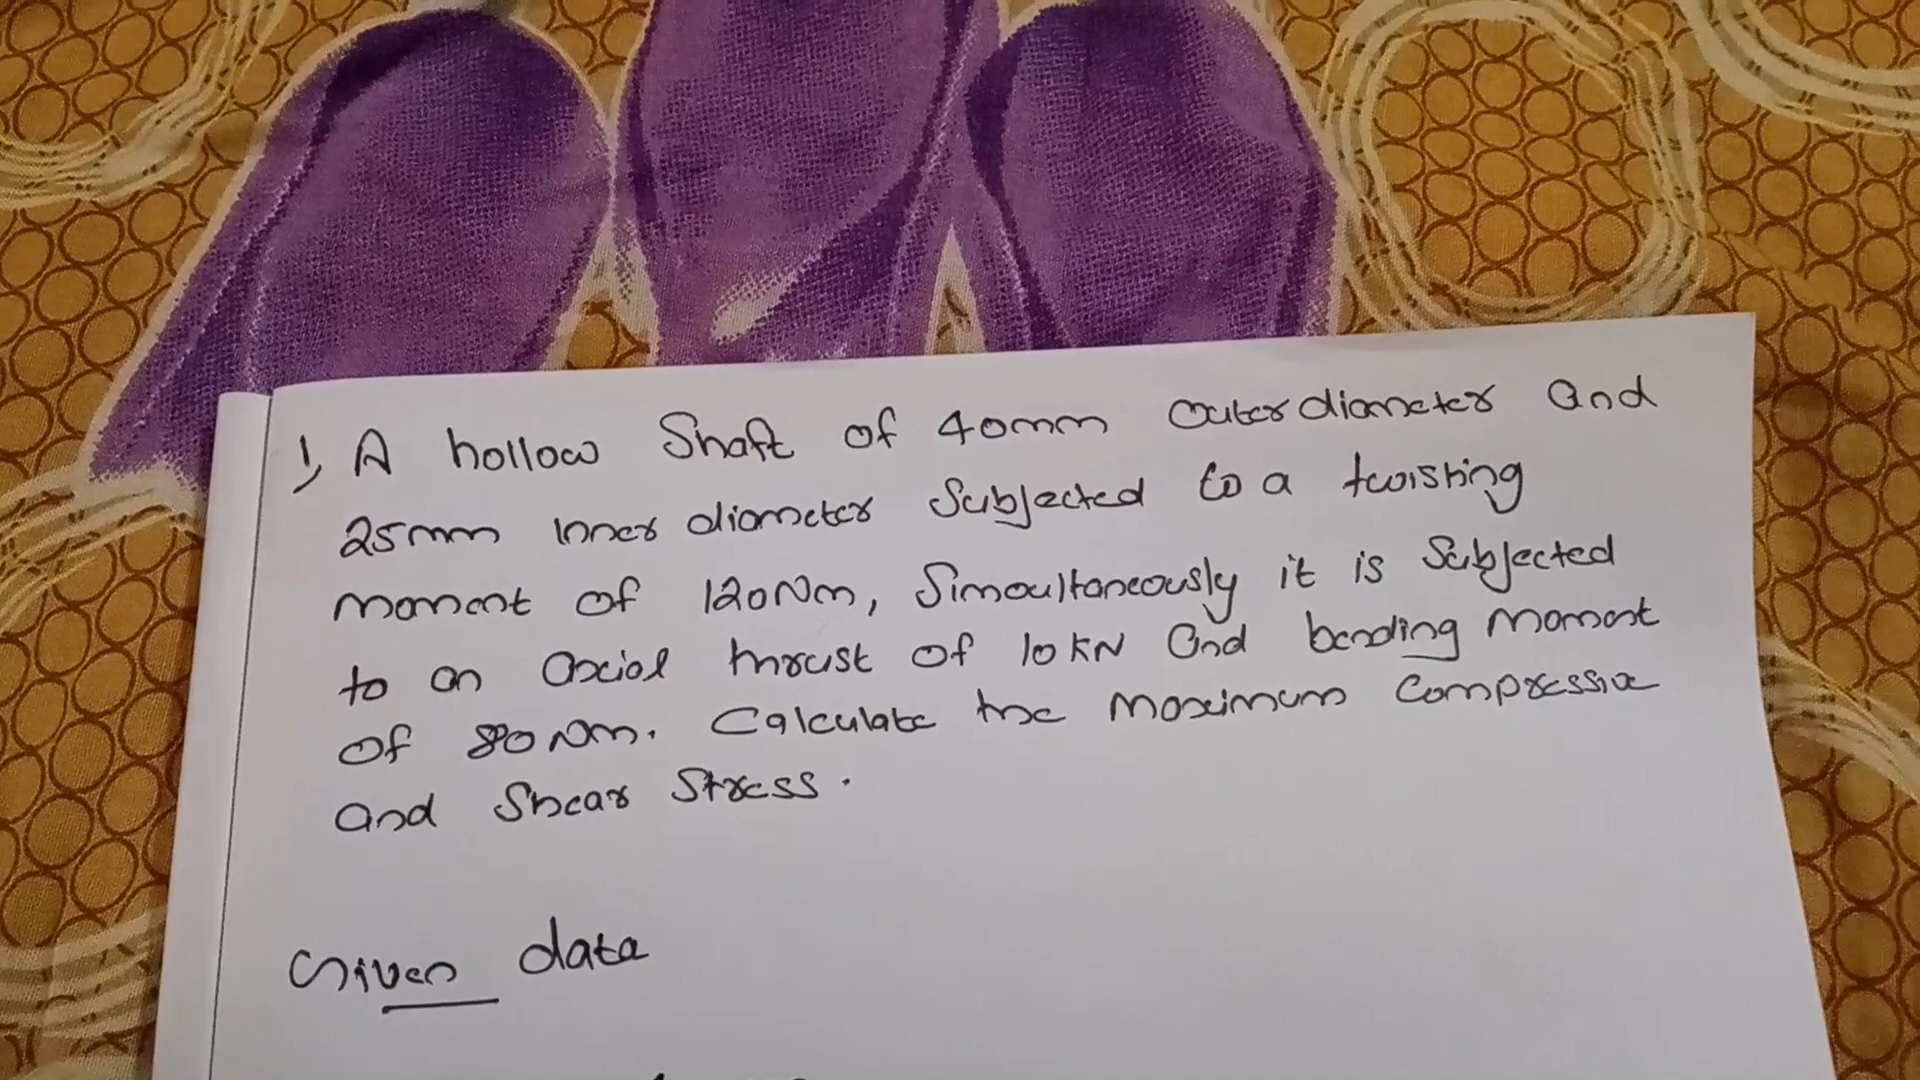 1, A hollow Shaft of 40mm outer diameter and
25mm inner diameter Subjected to a twisting
moment of 120Nm, Simoultaneously it is Subjected
to an axial thrust of 10KN and bending moment
of 80Nm. Calculate the maximum Compressie
and Shear Stress.
Given data